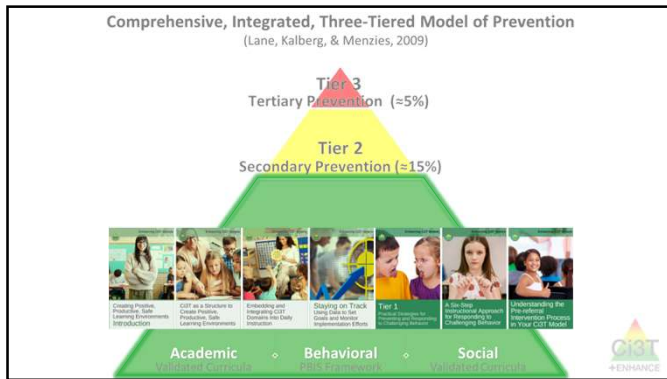 Comprehensive, Integrated, Three-Tiered Model of Prevention
(Lane, Kalberg, & Menzies, 2009)
Tier 3
Tertiary Prevention (≈5%)
Tier 2
Secondary Prevention (≈15%)
Creating Positive,
Productive, Safe
Learning Environments
Introduction
Ci3T as a Structure to
Create Positive,
Productive, Safe
Learning Environments
Embedding and
Integrating Ci3T
Domains Into Daily
Instruction
Staying on Track
Using Data to Set
Goals and Monitor
Implementation Efforts
Tier 1
Practical Strategies for
Preventing and Responding
to Challenging Behavior
A Six-Step
Instructional Approach
for Responding to
Challenging Behavior
Understanding the
Pre-referral
Intervention Process
in Your Ci3T Model
Academic ◇ Behavioral ◇ Social
Validated Curricula PBIS Framework Validated Curricula
Ci3T
+ENHANCE